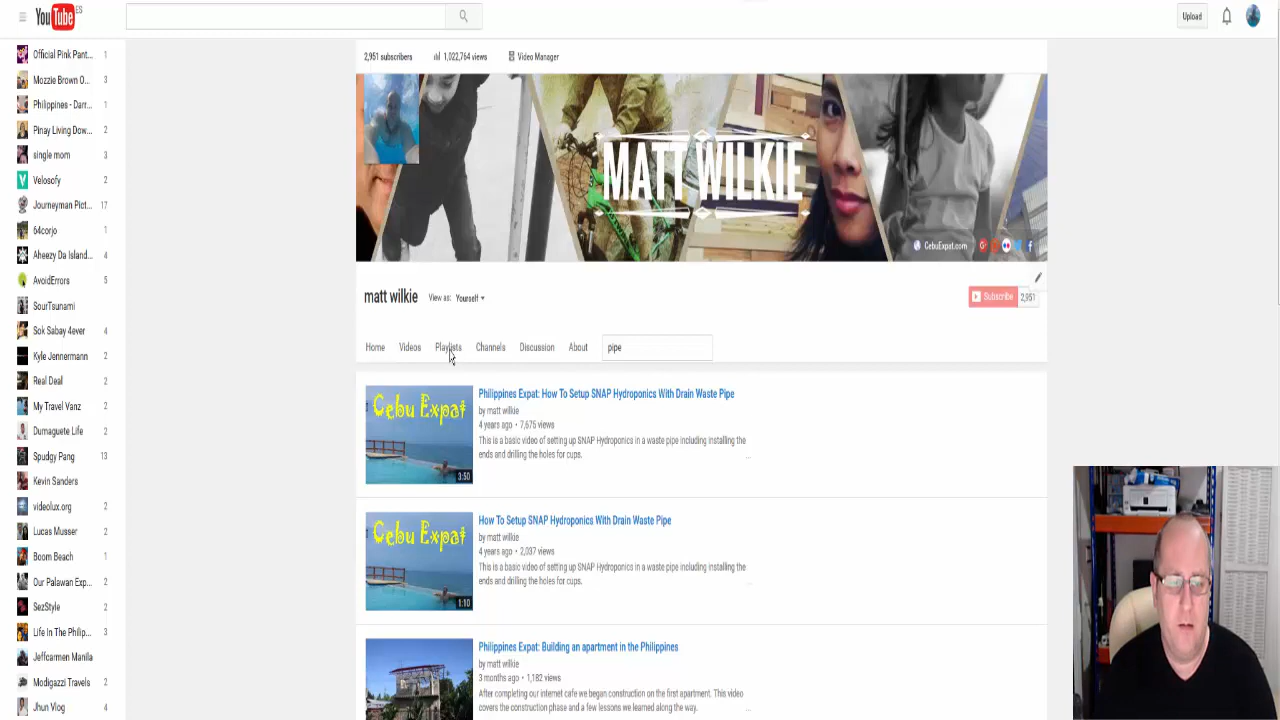 YouTube ES
Upload
Official Pink Pant... 1
Mozzie Brown O... 3
Philippines - Darr... 1
Pinay Living Dow... 2
single mom 3
Velosofy 2
Journeyman Pict... 17
64corjo 1
Aheezy Da Island... 4
AvoidErrors 5
SourTsunami
Sok Sabay 4ever 4
Kyle Jennermann 2
Real Deal 2
My Travel Vanz 2
Dumaguete Life 2
Spudgy Pang 13
Kevin Sanders
videolux.org 2
Lucas Musser 2
Boom Beach 1
Our Palawan Exp... 2
SezStyle 2
Life In The Philip... 3
Jeffcarmen Manila
Modigazzi Travels 2
Jhun Vlog 4
2,951 subscribers 1,022,764 views Video Manager
MATT WILKIE
CebuExpat.com
matt wilkie View as: Yourself
Subscribe 2,951
Home Videos Playlists Channels Discussion About pipe
Cebu Expat
3:50
Philippines Expat: How To Setup SNAP Hydroponics With Drain Waste Pipe
by matt wilkie
4 years ago • 7,675 views
This is a basic video of setting up SNAP Hydroponics in a waste pipe including installing the
ends and drilling the holes for cups.
...
Cebu Expat
1:10
How To Setup SNAP Hydroponics With Drain Waste Pipe
by matt wilkie
4 years ago • 2,037 views
This is a basic video of setting up SNAP Hydroponics in a waste pipe including installing the
ends and drilling the holes for cups.
Philippines Expat: Building an apartment in the Philippines
by matt wilkie
3 months ago • 1,182 views
After completing our internet cafe we began construction on the first apartment. This video
covers the construction phase and a few lessons we learned along the way.
...